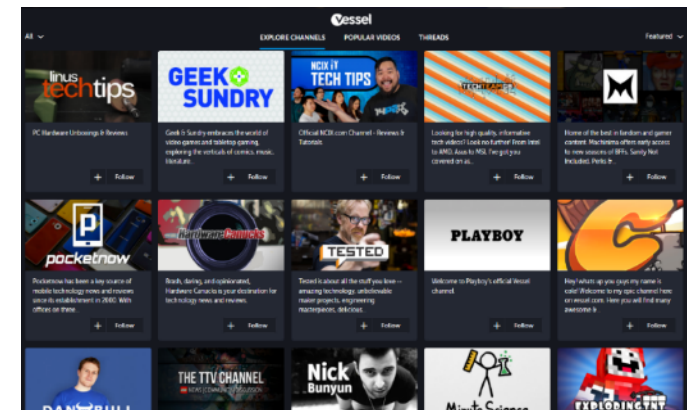 Vessel
All
EXPLORE CHANNELS POPULAR VIDEOS THREADS
Featured
linus
techtips
GEEK &
SUNDRY
NCIX
TECH TIPS
M
PC Hardware Unboxings & Reviews
Geek & Sundry embraces the world of
video games and tabletop gaming,
exploring the verticals of comics, music,
literature..
Official NCIX.com Channel - Reviews &
Tutorials
Looking for high quality, informative
tech videos? Look no further! From Intel
to AMD, Asus to MSI, I've got you
covered on as..
Home of the best in fandom and gamer
content. Machinima offers early access
to new seasons of BFFs, Sanity Not
Included, Perks &..
+ Follow
+ Follow
+ Follow
+ Follow
+ Follow
P
pocketnow
HardwareCanucks
TESTED
PLAYBOY
C
Pocketnow has been a key source of
mobile technology news and reviews
since its establishment in 2000. With
offices on three..
Brash, daring, and opinionated,
Hardware Canucks is your destination for
technology news and reviews.
Tested is about all the stuff you love --
amazing technology, unbelievable
maker projects, engineering
masterpieces, delicious..
Welcome to Playboy's official Vessel
channel.
Hey! whats up you guys my name is
cole! Welcome to my epic channel here
on vessel.com. Here you will find many
awesome &..
+ Follow
+ Follow
+ Follow
+ Follow
+ Follow
DAN BULL
THE TTV CHANNEL
Nick
Bunyun
Minute Science
EXPLODINGTNT